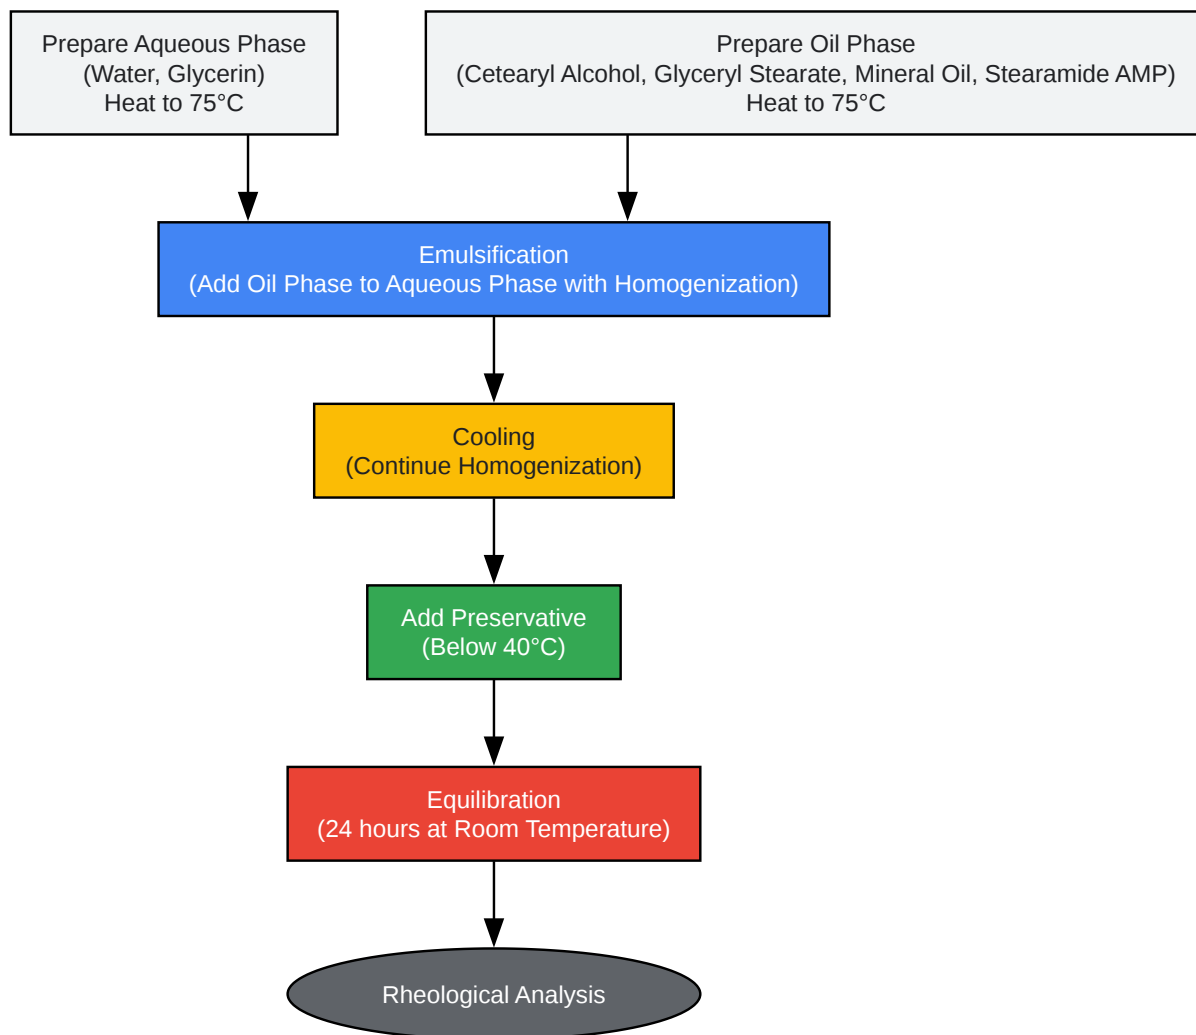 Prepare Aqueous Phase
(Water, Glycerin)
Heat to 75°C
Prepare Oil Phase
(Cetearyl Alcohol, Glyceryl Stearate, Mineral Oil, Stearamide AMP)
Heat to 75°C
Emulsification
(Add Oil Phase to Aqueous Phase with Homogenization)
Cooling
(Continue Homogenization)
Add Preservative
(Below 40°C)
Equilibration
(24 hours at Room Temperature)
Rheological Analysis